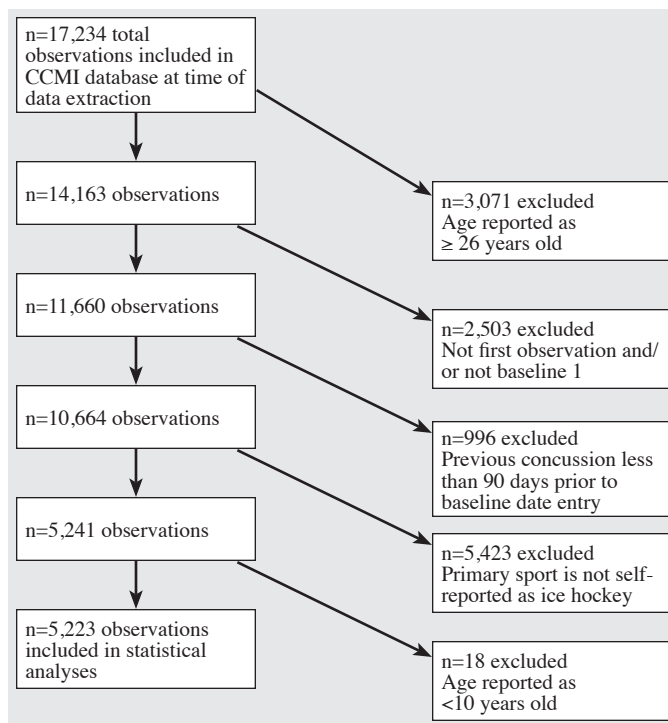 n=17,234 total
observations included in
CCMI database at time of
data extraction
n=14,163 observations
n=3,071 excluded
Age reported as
≥ 26 years old
n=11,660 observations
n=2,503 excluded
Not first observation and/
or not baseline 1
n=10,664 observations
n=996 excluded
Previous concussion less
than 90 days prior to
baseline date entry
n=5,241 observations
n=5,423 excluded
Primary sport is not self-
reported as ice hockey
n=5,223 observations
included in statistical
analyses
n=18 excluded
Age reported as
<10 years old